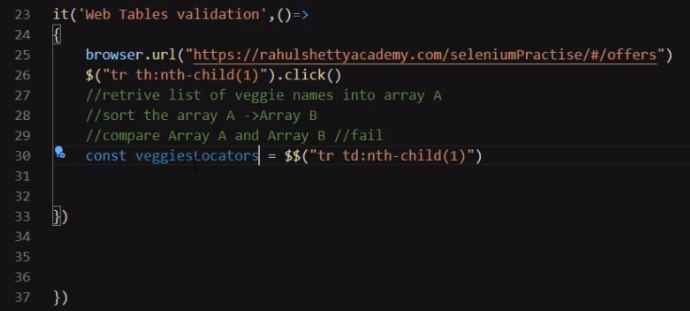 23 it('Web Tables validation',()=>
24 {
25 browser.url("https://rahulshettyacademy.com/seleniumPractise/#/offers")
26 $("tr th:nth-child(1)").click()
27 //retrive list of veggie names into array A
28 //sort the array A ->Array B
29 //compare Array A and Array B //fail
30 const veggiesLocators = $$("tr td:nth-child(1)")
31
32
33 })
34
35
36
37 })